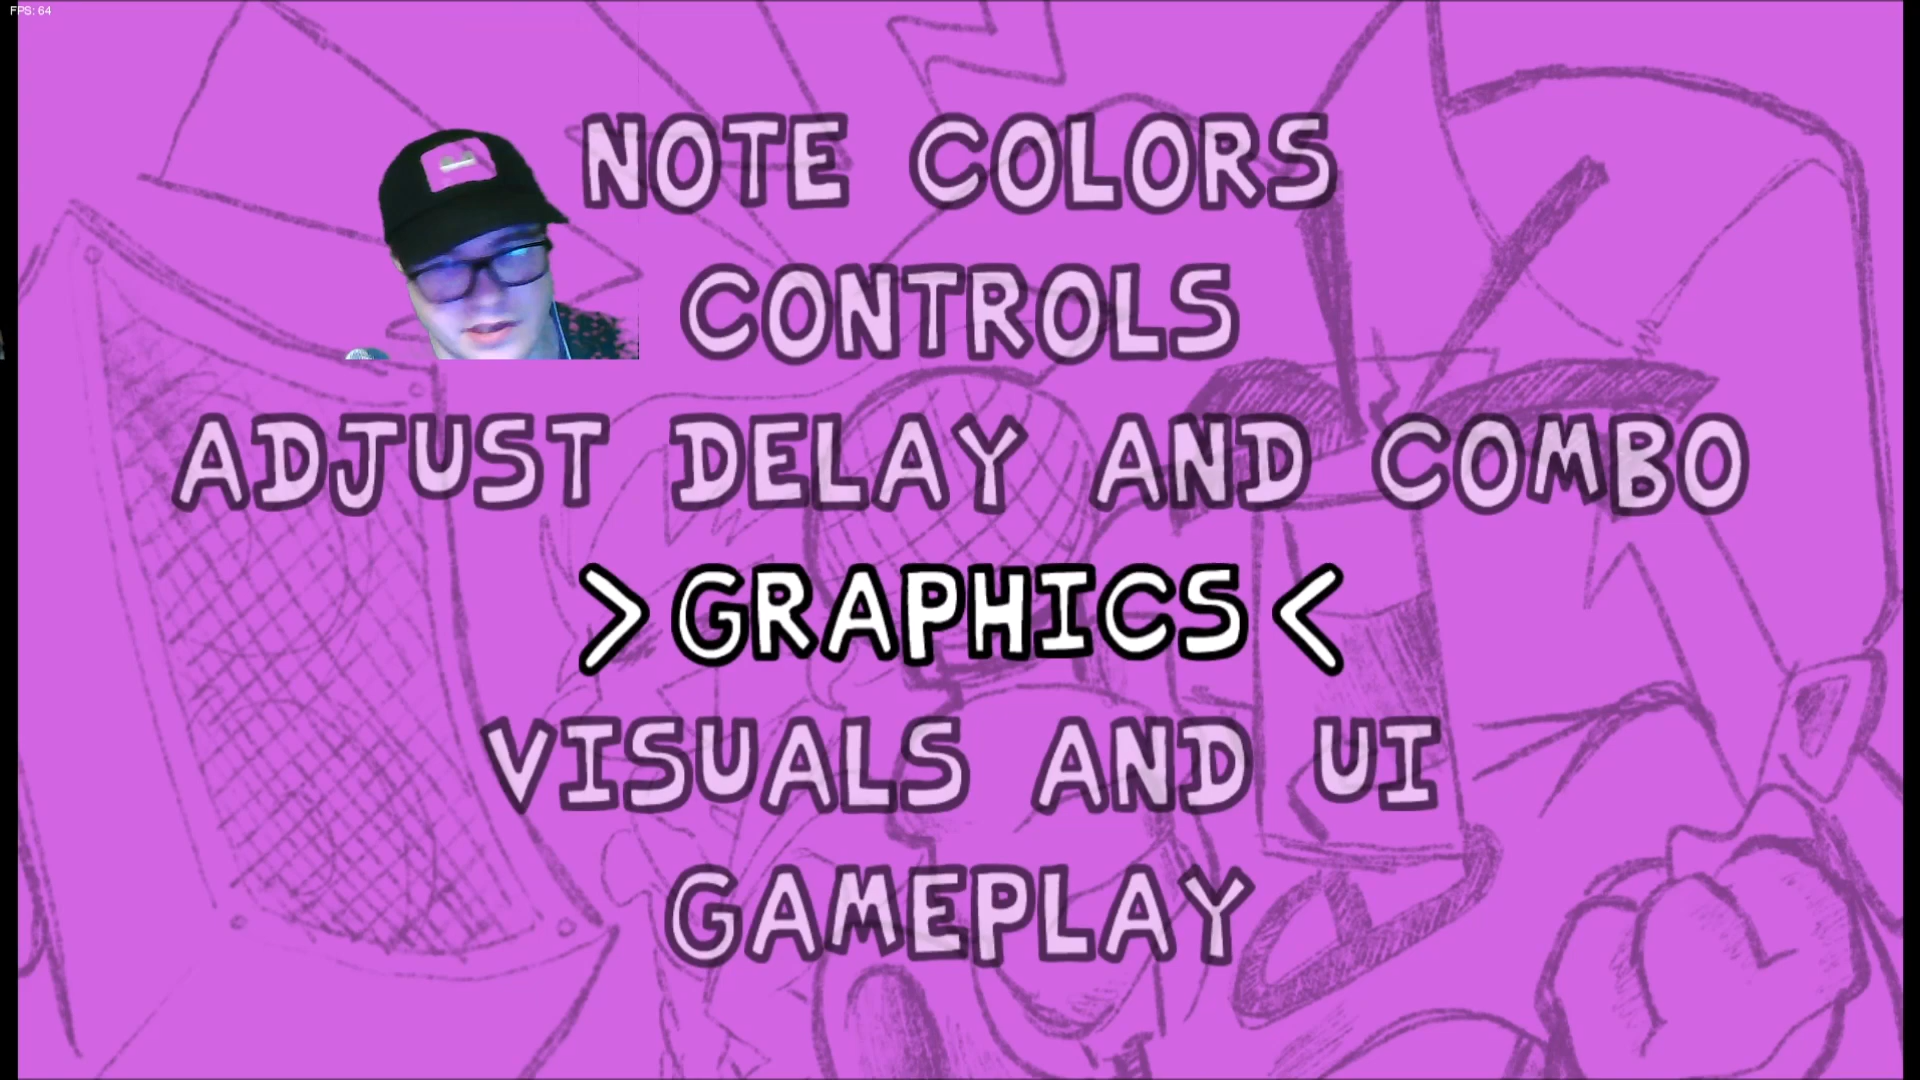 FPS: 64
NOTE COLORS
CONTROLS
ADJUST DELAY AND COMBO
>GRAPHICS<
VISUALS AND UI
GAMEPLAY